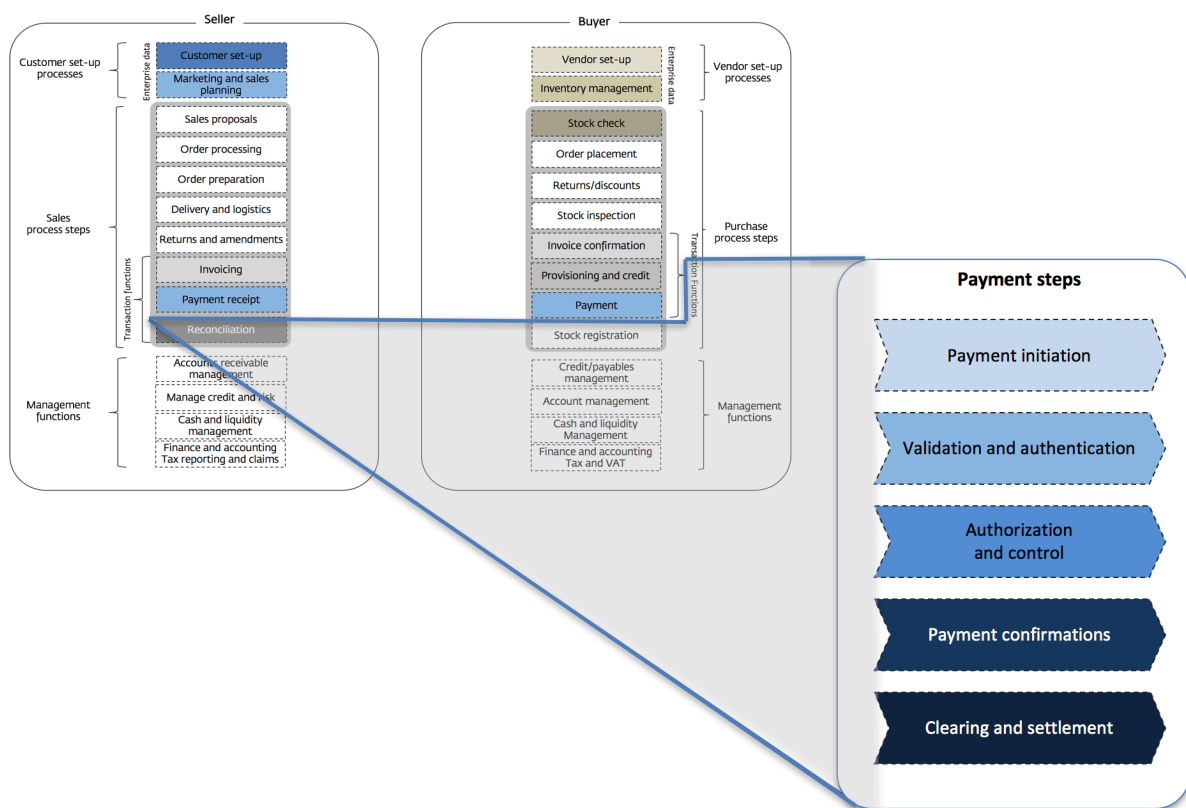 Seller
Customer set-up
processes
Enterprise data
Customer set-up
Marketing and sales
planning
Sales
process steps
Sales proposals
Order processing
Order preparation
Delivery and logistics
Returns and amendments
Transaction functions
Invoicing
Payment receipt
Reconciliation
Management
functions
Accounts receivable
management
Manage credit and risk
Cash and liquidity
management
Finance and accounting
Tax reporting and claims
Buyer
Vendor set-up
Inventory management
Enterprise data
Vendor set-up
processes
Stock check
Order placement
Returns/discounts
Stock inspection
Invoice confirmation
Provisioning and credit
Payment
Stock registration
Transaction Functions
Purchase
process steps
Credit/payables
management
Account management
Cash and liquidity
Management
Finance and accounting
Tax and VAT
Management
functions
Payment steps
Payment initiation
Validation and authentication
Authorization
and control
Payment confirmations
Clearing and settlement